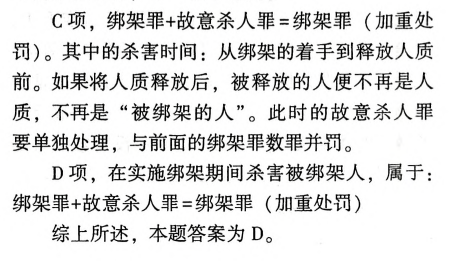 C 项，绑架罪+故意杀人罪=绑架罪（加重处
罚）。其中的杀害时间：从绑架的着手到释放人质
前。如果将人质释放后，被释放的人便不再是人
质，不再是“被绑架的人”。此时的故意杀人罪
要单独处理，与前面的绑架罪数罪并罚。
D 项，在实施绑架期间杀害被绑架人，属于：
绑架罪+故意杀人罪=绑架罪（加重处罚）
综上所述，本题答案为 D。